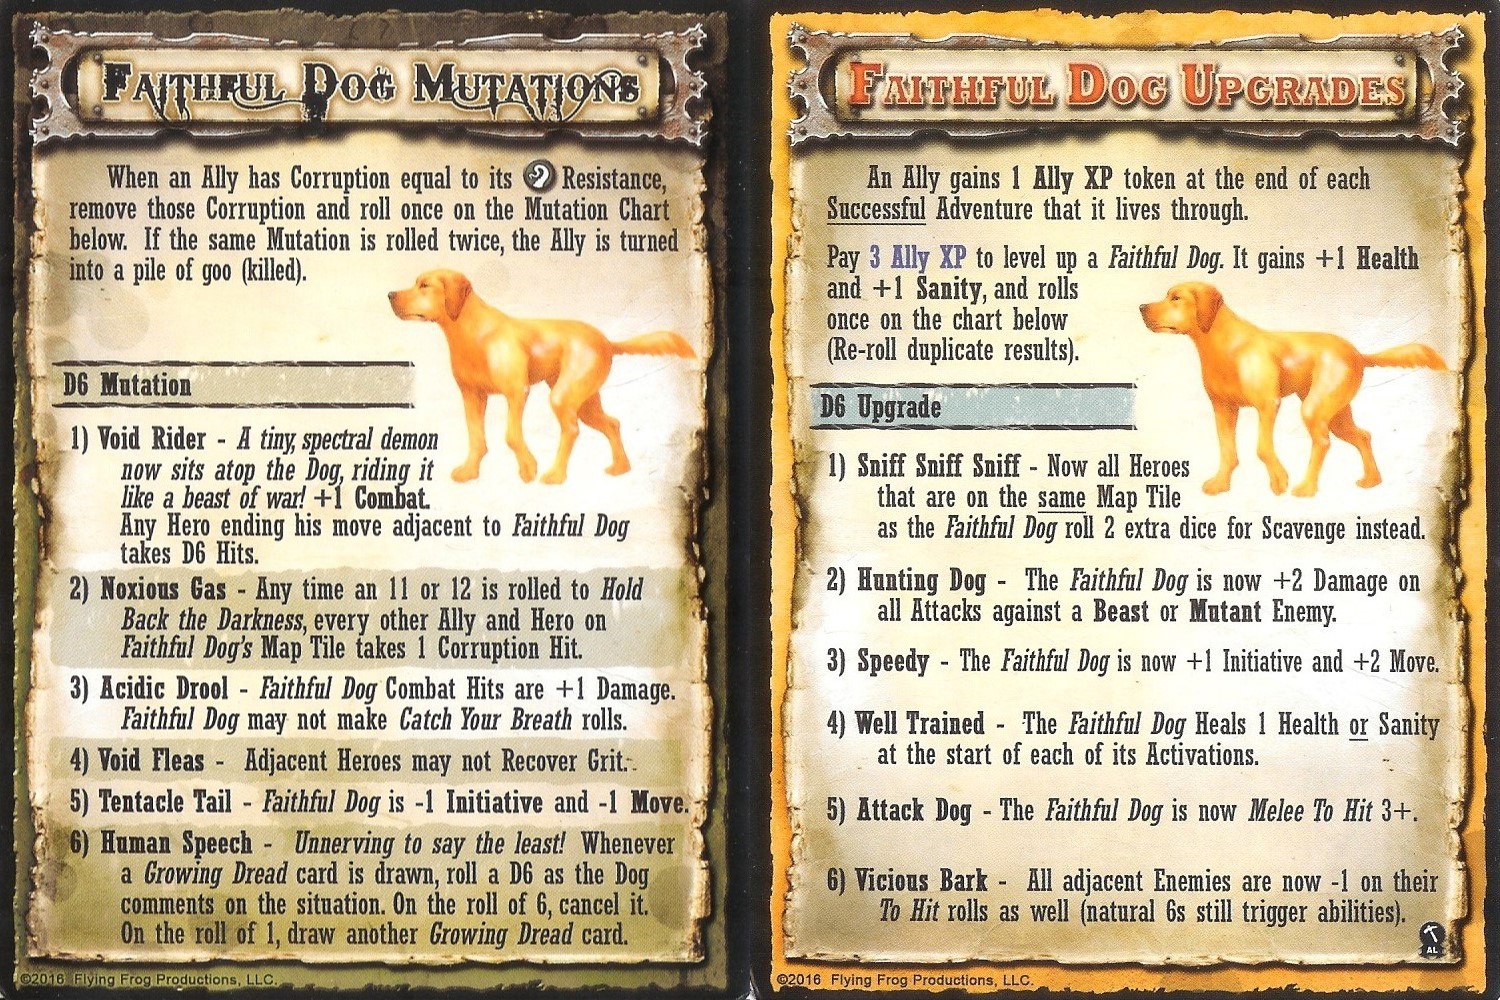 Faithful Dog Mutations
When an Ally has Corruption equal to its Resistance,
remove those Corruption and roll once on the Mutation Chart
below. If the same Mutation is rolled twice, the Ally is turned
into a pile of goo (killed).
D6 Mutation
1) Void Rider - A tiny, spectral demon
now sits atop the Dog, riding it
like a beast of war! +1 Combat.
Any Hero ending his move adjacent to Faithful Dog
takes D6 Hits.
2) Noxious Gas - Any time an 11 or 12 is rolled to Hold
Back the Darkness, every other Ally and Hero on
Faithful Dog's Map Tile takes 1 Corruption Hit.
3) Acidic Drool - Faithful Dog Combat Hits are +1 Damage.
Faithful Dog may not make Catch Your Breath rolls.
4) Void Fleas - Adjacent Heroes may not Recover Grit.
5) Tentacle Tail - Faithful Dog is -1 Initiative and -1 Move.
6) Human Speech - Unnerving to say the least! Whenever
a Growing Dread card is drawn, roll a D6 as the Dog
comments on the situation. On the roll of 6, cancel it.
On the roll of 1, draw another Growing Dread card.
©2016 Flying Frog Productions, LLC.
Faithful Dog Upgrades
An Ally gains 1 Ally XP token at the end of each
Successful Adventure that it lives through.
Pay 3 Ally XP to level up a Faithful Dog. It gains +1 Health
and +1 Sanity, and rolls
once on the chart below
(Re-roll duplicate results).
D6 Upgrade
1) Sniff Sniff Sniff - Now all Heroes
that are on the same Map Tile
as the Faithful Dog roll 2 extra dice for Scavenge instead.
2) Hunting Dog - The Faithful Dog is now +2 Damage on
all Attacks against a Beast or Mutant Enemy.
3) Speedy - The Faithful Dog is now +1 Initiative and +2 Move.
4) Well Trained - The Faithful Dog Heals 1 Health or Sanity
at the start of each of its Activations.
5) Attack Dog - The Faithful Dog is now Melee To Hit 3+.
6) Vicious Bark - All adjacent Enemies are now -1 on their
To Hit rolls as well (natural 6s still trigger abilities).
AL
©2016 Flying Frog Productions, LLC.